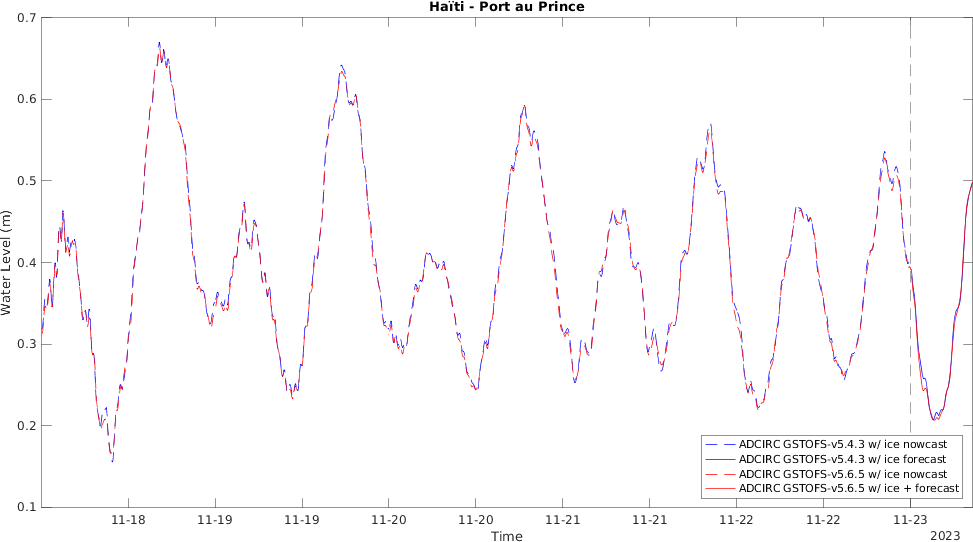 Haïti - Port au Prince
Water Level (m)
0.7
0.6
0.5
0.4
0.3
0.2
0.1
11-18
11-19
11-19
11-20
11-20
11-21
11-21
11-22
11-22
11-23
Time
2023
ADCIRC GSTOFS-v5.4.3 w/ ice nowcast
ADCIRC GSTOFS-v5.4.3 w/ ice forecast
ADCIRC GSTOFS-v5.6.5 w/ ice nowcast
ADCIRC GSTOFS-v5.6.5 w/ ice + forecast